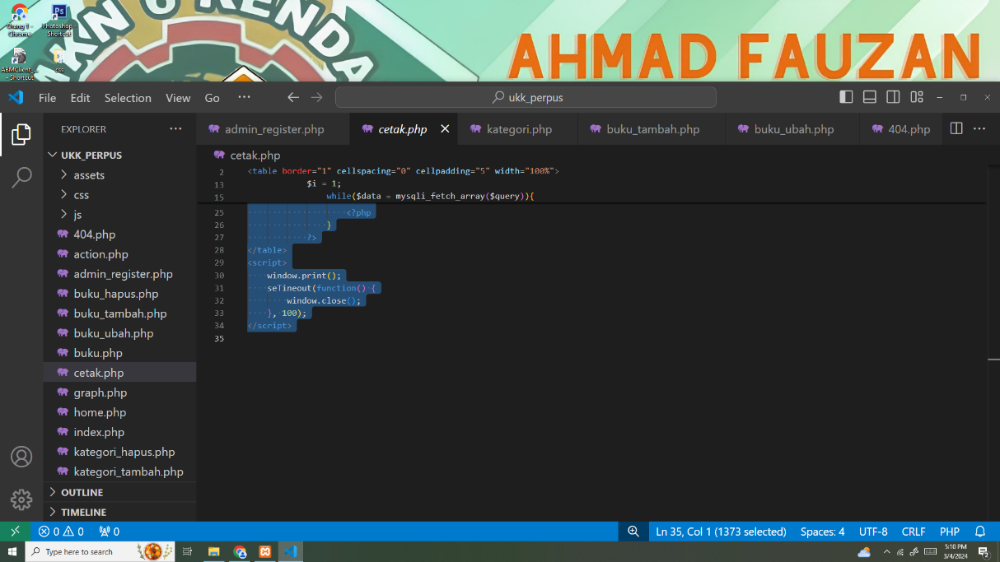 AHMAD FAUZAN
Orang 1 -
Chrome
Photoshop -
Shortcut
ABMClient_...
- Shortcut
css
File Edit Selection View Go ··· ukk_perpus
EXPLORER ···
admin_register.php cetak.php kategori.php buku_tambah.php buku_ubah.php 404.php
cetak.php
UKK_PERPUS
assets
css
js
404.php
action.php
admin_register.php
buku_hapus.php
buku_tambah.php
buku_ubah.php
buku.php
cetak.php
graph.php
home.php
index.php
kategori_hapus.php
kategori_tambah.php
OUTLINE
TIMELINE
2 <table border="1" cellspacing="0" cellpadding="5" width="100%">
13 $i = 1;
15 while($data = mysqli_fetch_array($query)){
25 <?php
26 }
27 ?>
28 </table>
29 <script>
30 window.print();
31 seTineout(function() {
32 window.close();
33 }, 100);
34 </script>
35
0 0 0 Ln 35, Col 1 (1373 selected) Spaces: 4 UTF-8 CRLF PHP
Type here to search
5:10 PM
3/4/2024
2